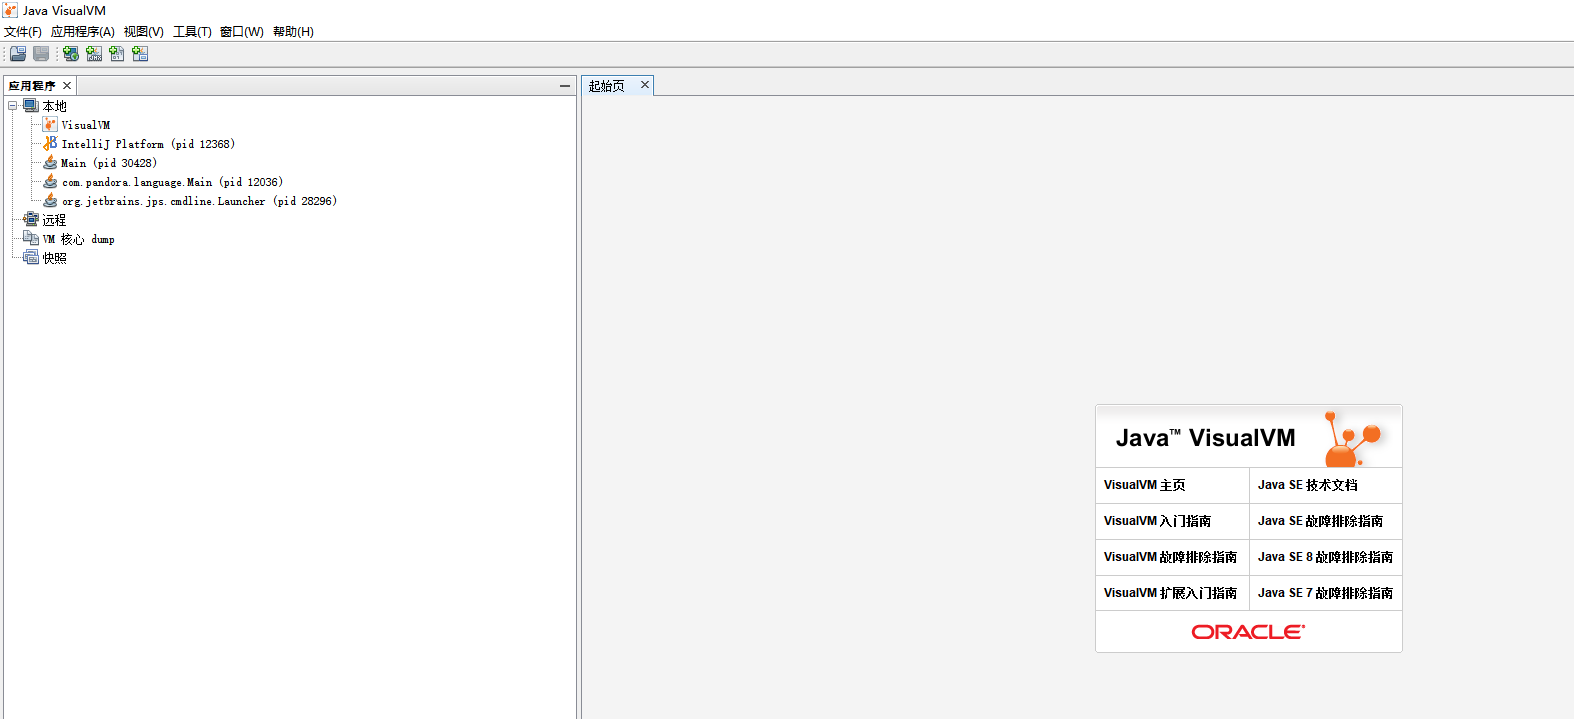 Java VisualVM
文件(F) 应用程序(A) 视图(V) 工具(T) 窗口(W) 帮助(H)
应用程序
起始页
本地
VisualVM
IntelliJ Platform (pid 12368)
Main (pid 30428)
com.pandora.language.Main (pid 12036)
org.jetbrains.jps.cmdline.Launcher (pid 28296)
远程
VM 核心 dump
快照
Java™ VisualVM
VisualVM 主页 Java SE 技术文档
VisualVM 入门指南 Java SE 故障排除指南
VisualVM 故障排除指南 Java SE 8 故障排除指南
VisualVM 扩展入门指南 Java SE 7 故障排除指南
ORACLE